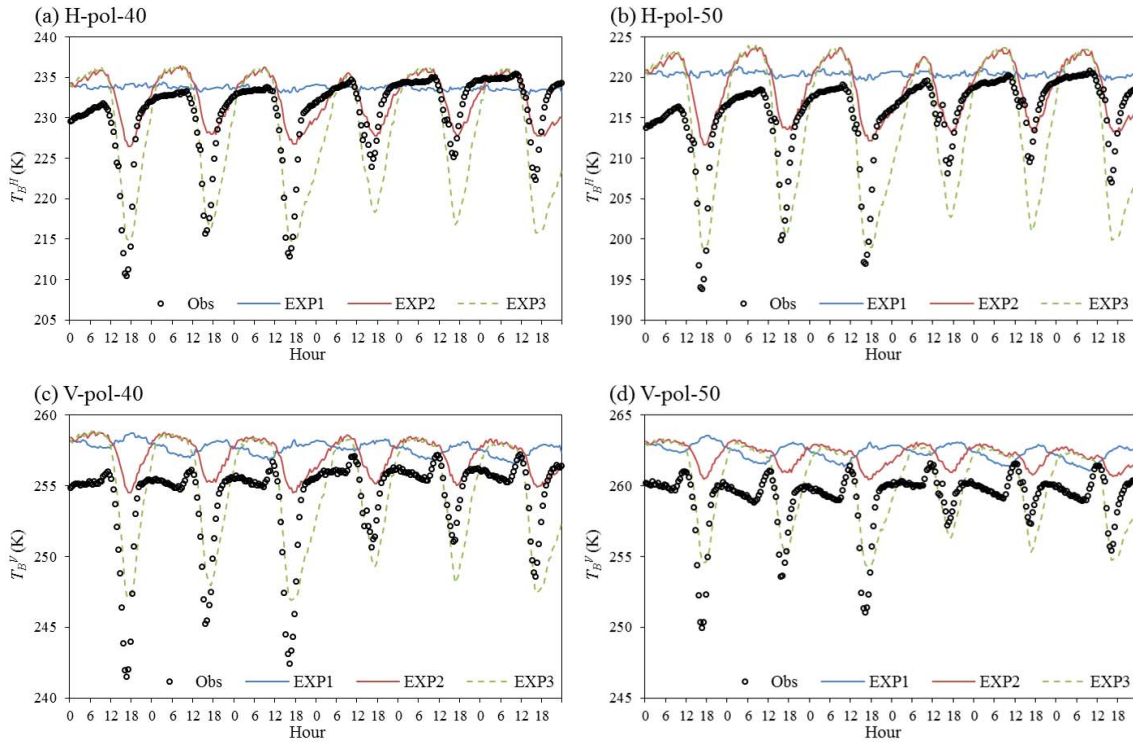 (a) H-pol-40
240
235
230
225
220
215
210
205
T_B^H (K)
Obs EXP1 EXP2 EXP3
0 6 12 18 0 6 12 18 0 6 12 18 0 6 12 18 0 6 12 18 0 6 12 18
Hour
(b) H-pol-50
225
220
215
210
205
200
195
190
Obs EXP1 EXP2 EXP3
0 6 12 18 0 6 12 18 0 6 12 18 0 6 12 18 0 6 12 18 0 6 12 18
Hour
(c) V-pol-40
260
255
250
245
240
T_B^V (K)
Obs EXP1 EXP2 EXP3
0 6 12 18 0 6 12 18 0 6 12 18 0 6 12 18 0 6 12 18 0 6 12 18
Hour
(d) V-pol-50
265
260
255
250
245
T_B^V (K)
Obs EXP1 EXP2 EXP3
0 6 12 18 0 6 12 18 0 6 12 18 0 6 12 18 0 6 12 18 0 6 12 18
Hour